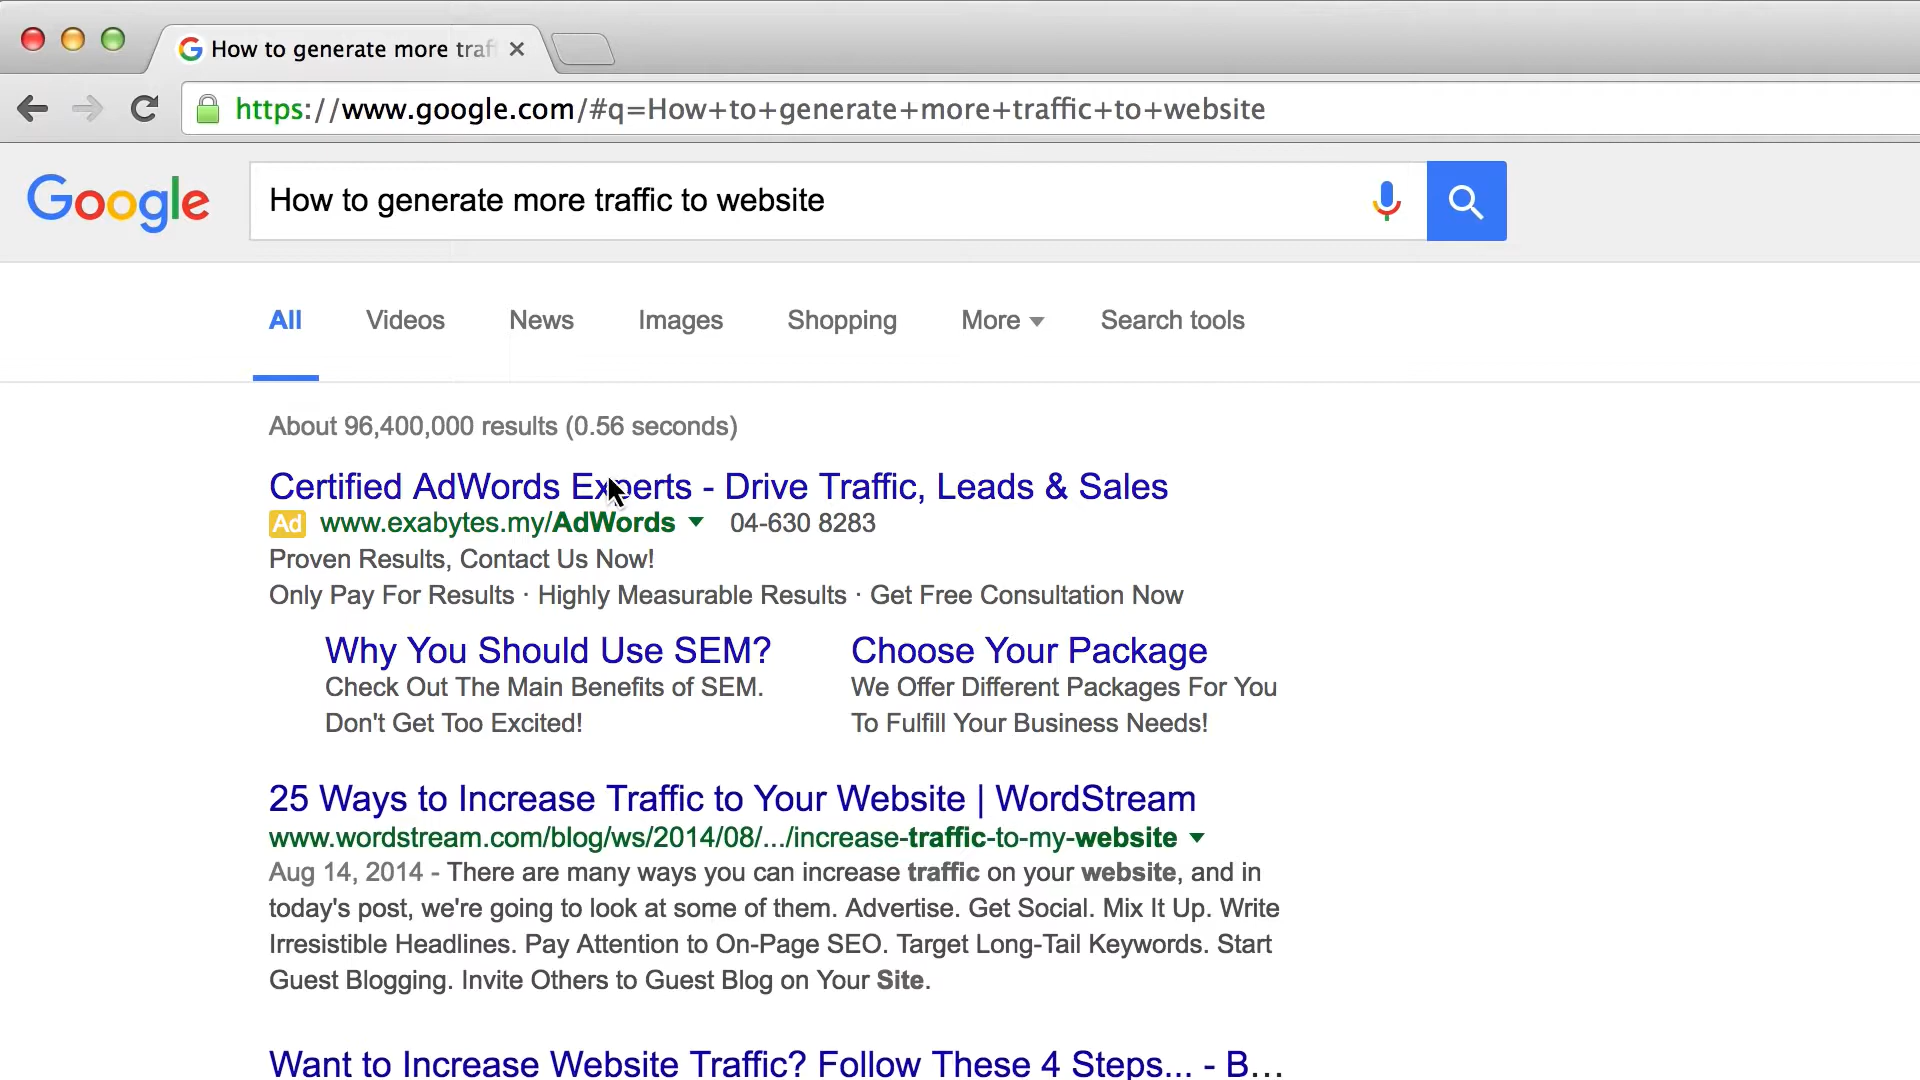 How to generate more traf
https://www.google.com/#q=How+to+generate+more+traffic+to+website
Google
How to generate more traffic to website
All Videos News Images Shopping More Search tools
About 96,400,000 results (0.56 seconds)
Certified AdWords Experts - Drive Traffic, Leads & Sales
Ad www.exabytes.my/AdWords 04-630 8283
Proven Results, Contact Us Now!
Only Pay For Results · Highly Measurable Results · Get Free Consultation Now
Why You Should Use SEM?
Check Out The Main Benefits of SEM.
Don't Get Too Excited!
Choose Your Package
We Offer Different Packages For You
To Fulfill Your Business Needs!
25 Ways to Increase Traffic to Your Website | WordStream
www.wordstream.com/blog/ws/2014/08/.../increase-traffic-to-my-website
Aug 14, 2014 - There are many ways you can increase traffic on your website, and in
today's post, we're going to look at some of them. Advertise. Get Social. Mix It Up. Write
Irresistible Headlines. Pay Attention to On-Page SEO. Target Long-Tail Keywords. Start
Guest Blogging. Invite Others to Guest Blog on Your Site.
Want to Increase Website Traffic? Follow These 4 Steps... - B...